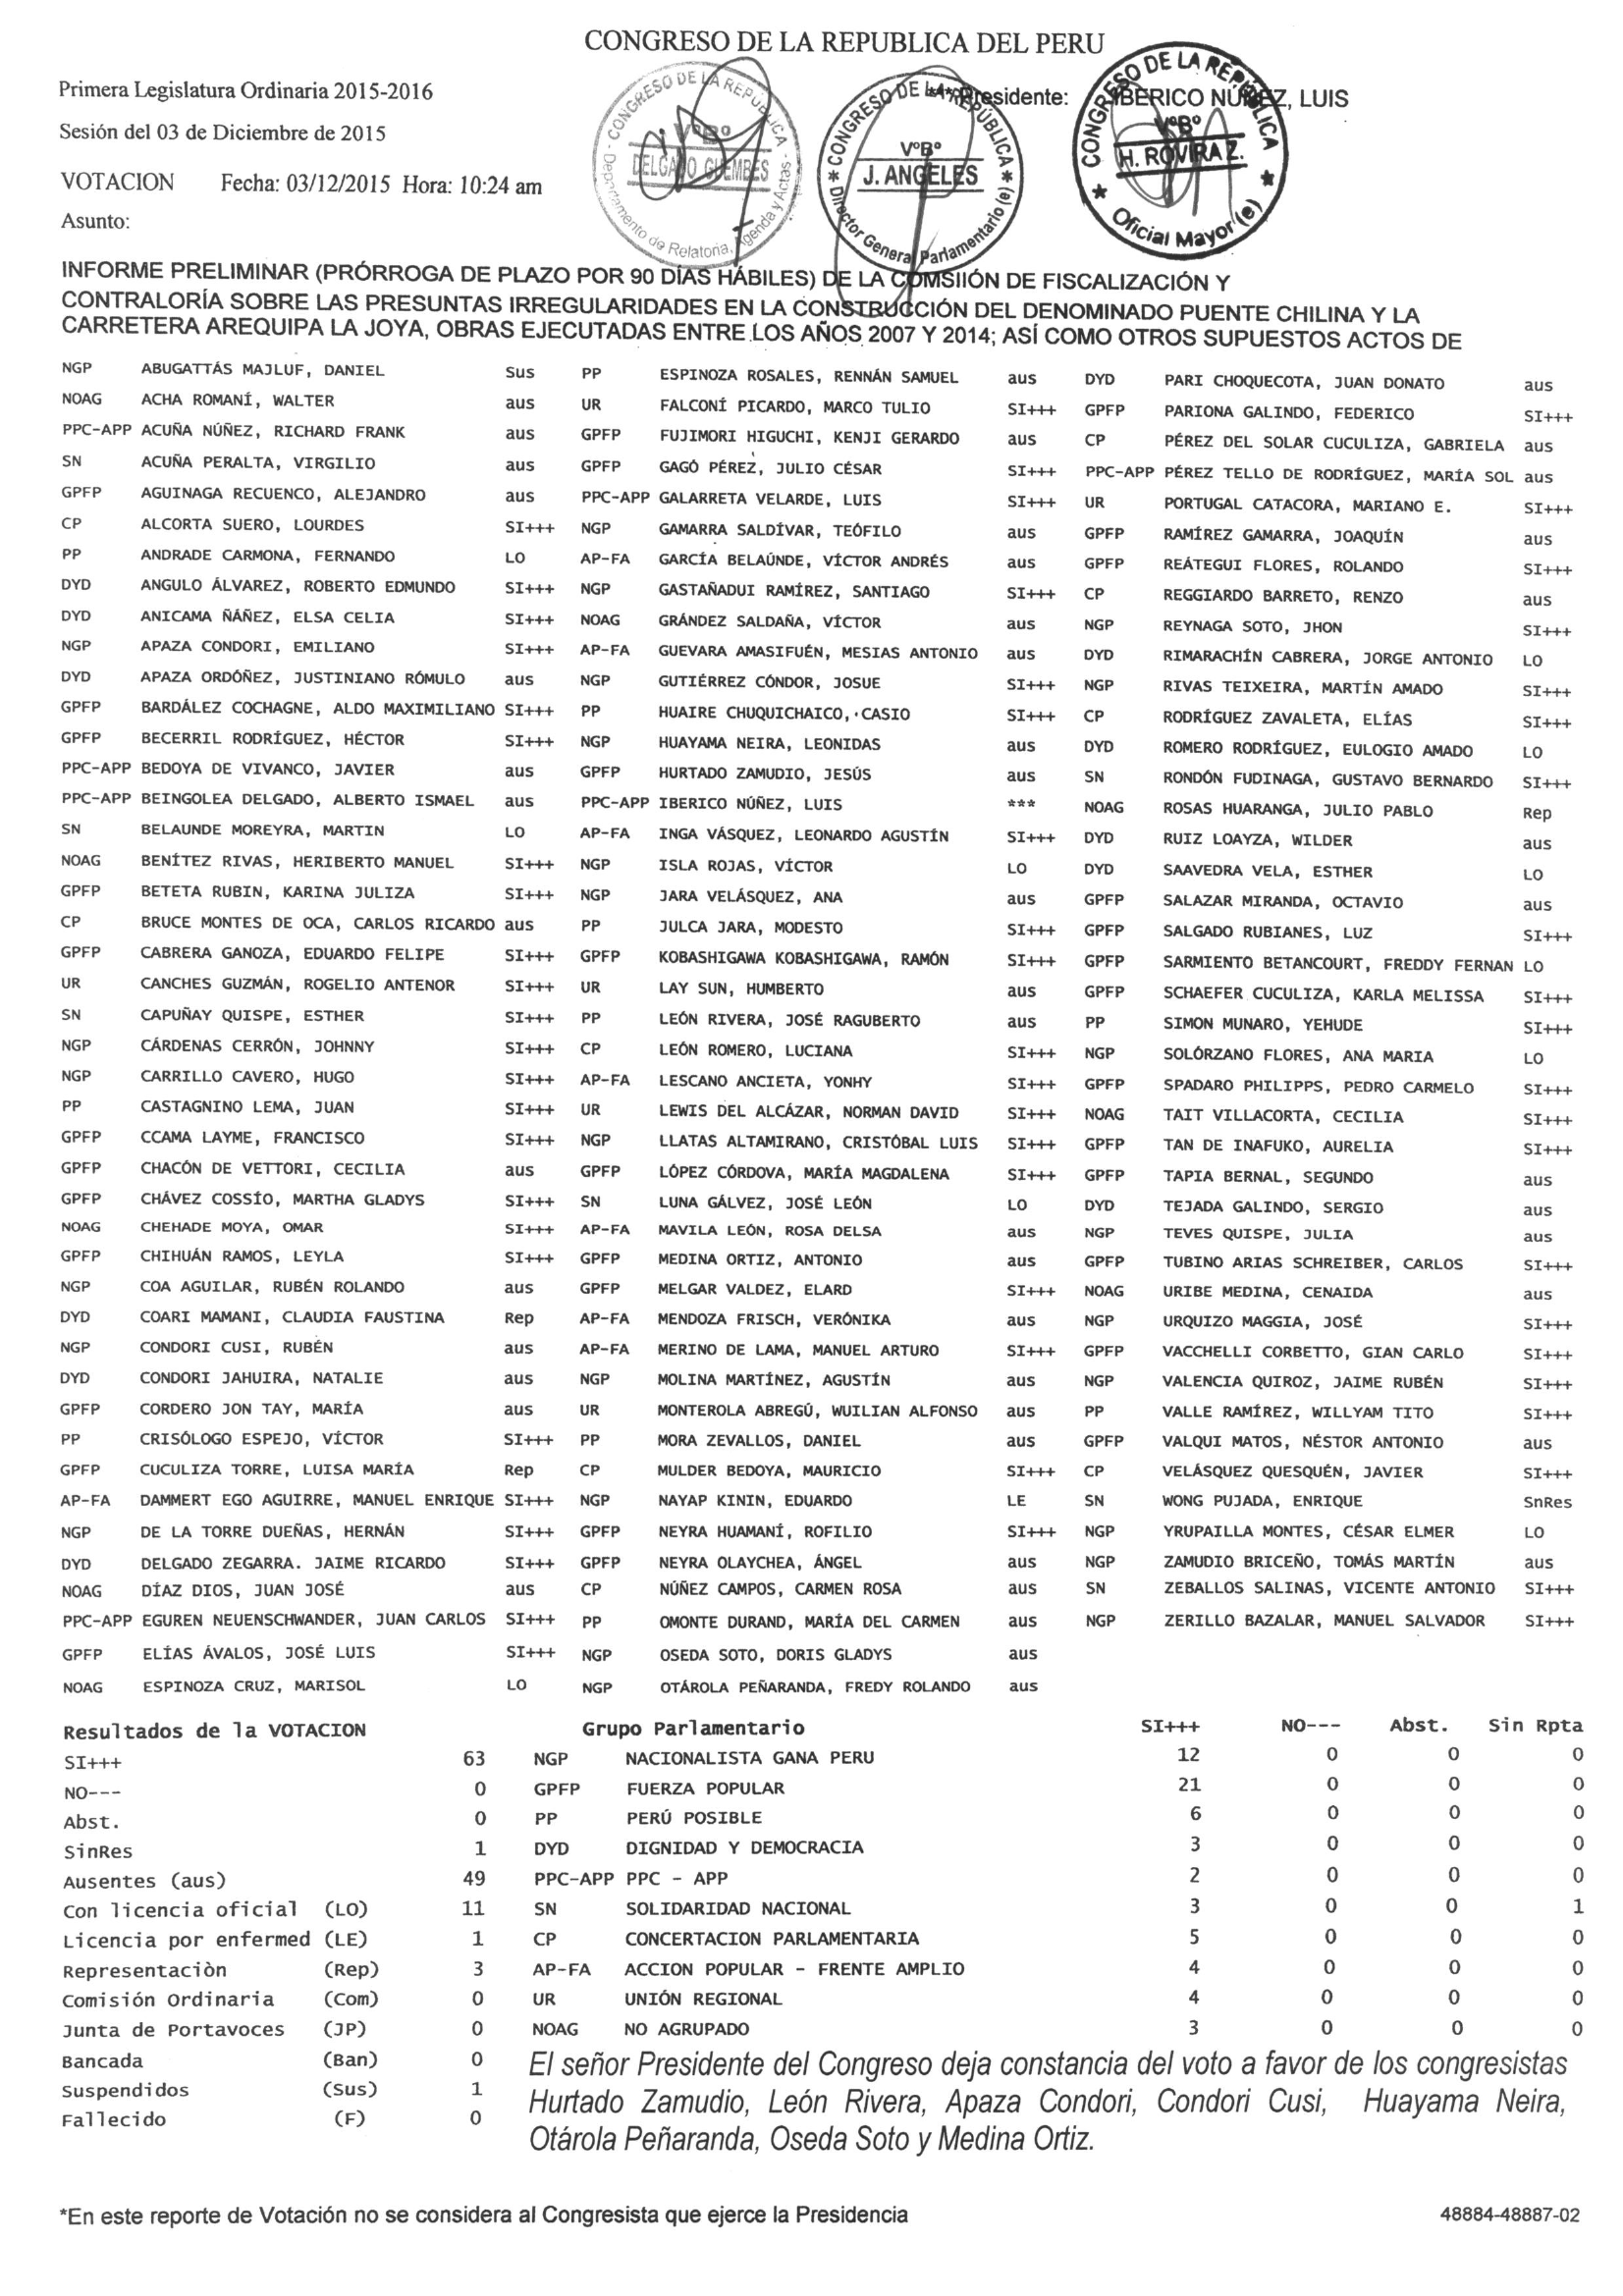 CONGRESO DE LA REPUBLICA DEL PERU
Primera Legislatura Ordinaria 2015-2016
Presidente: IBERICO NÚÑEZ, LUIS
Sesión del 03 de Diciembre de 2015
VOTACION Fecha: 03/12/2015 Hora: 10:24 am
Asunto:
CONGRESO DE LA REPUBLICA - Departamento de Relatoria, Agenda y Actas -
VºBº
DELGADO GUEMBES
CONGRESO DE LA REPÚBLICA * Director General Parlamentario (e) *
VºBº
J. ANGELES
CONGRESO DE LA REPÚBLICA * Oficial Mayor (e) *
VºBº
H. ROVIRA Z.
INFORME PRELIMINAR (PRÓRROGA DE PLAZO POR 90 DÍAS HÁBILES) DE LA COMSIIÓN DE FISCALIZACIÓN Y
CONTRALORÍA SOBRE LAS PRESUNTAS IRREGULARIDADES EN LA CONSTRUCCIÓN DEL DENOMINADO PUENTE CHILINA Y LA
CARRETERA AREQUIPA LA JOYA, OBRAS EJECUTADAS ENTRE LOS AÑOS 2007 Y 2014; ASÍ COMO OTROS SUPUESTOS ACTOS DE
NGP ABUGATTÁS MAJLUF, DANIEL Sus PP ESPINOZA ROSALES, RENNÁN SAMUEL aus DYD PARI CHOQUECOTA, JUAN DONATO aus
NOAG ACHA ROMANÍ, WALTER aus UR FALCONÍ PICARDO, MARCO TULIO SI+++ GPFP PARIONA GALINDO, FEDERICO SI+++
PPC-APP ACUÑA NÚÑEZ, RICHARD FRANK aus GPFP FUJIMORI HIGUCHI, KENJI GERARDO aus CP PÉREZ DEL SOLAR CUCULIZA, GABRIELA aus
SN ACUÑA PERALTA, VIRGILIO aus GPFP GAGÓ PÉREZ, JULIO CÉSAR SI+++ PPC-APP PÉREZ TELLO DE RODRÍGUEZ, MARÍA SOL aus
GPFP AGUINAGA RECUENCO, ALEJANDRO aus PPC-APP GALARRETA VELARDE, LUIS SI+++ UR PORTUGAL CATACORA, MARIANO E. SI+++
CP ALCORTA SUERO, LOURDES SI+++ NGP GAMARRA SALDÍVAR, TEÓFILO aus GPFP RAMÍREZ GAMARRA, JOAQUÍN aus
PP ANDRADE CARMONA, FERNANDO LO AP-FA GARCÍA BELAÚNDE, VÍCTOR ANDRÉS aus GPFP REÁTEGUI FLORES, ROLANDO SI+++
DYD ANGULO ÁLVAREZ, ROBERTO EDMUNDO SI+++ NGP GASTAÑADUI RAMÍREZ, SANTIAGO SI+++ CP REGGIARDO BARRETO, RENZO aus
DYD ANICAMA ÑÁÑEZ, ELSA CELIA SI+++ NOAG GRÁNDEZ SALDAÑA, VÍCTOR aus NGP REYNAGA SOTO, JHON SI+++
NGP APAZA CONDORI, EMILIANO SI+++ AP-FA GUEVARA AMASIFUÉN, MESIAS ANTONIO aus DYD RIMARACHÍN CABRERA, JORGE ANTONIO LO
DYD APAZA ORDÓÑEZ, JUSTINIANO RÓMULO aus NGP GUTIÉRREZ CÓNDOR, JOSUE SI+++ NGP RIVAS TEIXEIRA, MARTÍN AMADO SI+++
GPFP BARDÁLEZ COCHAGNE, ALDO MAXIMILIANO SI+++ PP HUAIRE CHUQUICHAICO, CASIO SI+++ CP RODRÍGUEZ ZAVALETA, ELÍAS SI+++
GPFP BECERRIL RODRÍGUEZ, HÉCTOR SI+++ NGP HUAYAMA NEIRA, LEONIDAS aus DYD ROMERO RODRÍGUEZ, EULOGIO AMADO LO
PPC-APP BEDOYA DE VIVANCO, JAVIER aus GPFP HURTADO ZAMUDIO, JESÚS aus SN RONDÓN FUDINAGA, GUSTAVO BERNARDO SI+++
PPC-APP BEINGOLEA DELGADO, ALBERTO ISMAEL aus PPC-APP IBERICO NÚÑEZ, LUIS *** NOAG ROSAS HUARANGA, JULIO PABLO Rep
SN BELAUNDE MOREYRA, MARTIN LO AP-FA INGA VÁSQUEZ, LEONARDO AGUSTÍN SI+++ DYD RUIZ LOAYZA, WILDER aus
NOAG BENÍTEZ RIVAS, HERIBERTO MANUEL SI+++ NGP ISLA ROJAS, VÍCTOR LO DYD SAAVEDRA VELA, ESTHER LO
GPFP BETETA RUBIN, KARINA JULIZA SI+++ NGP JARA VELÁSQUEZ, ANA aus GPFP SALAZAR MIRANDA, OCTAVIO aus
CP BRUCE MONTES DE OCA, CARLOS RICARDO aus PP JULCA JARA, MODESTO SI+++ GPFP SALGADO RUBIANES, LUZ SI+++
GPFP CABRERA GANOZA, EDUARDO FELIPE SI+++ GPFP KOBASHIGAWA KOBASHIGAWA, RAMÓN SI+++ GPFP SARMIENTO BETANCOURT, FREDDY FERNAN LO
UR CANCHES GUZMÁN, ROGELIO ANTENOR SI+++ UR LAY SUN, HUMBERTO aus GPFP SCHAEFER CUCULIZA, KARLA MELISSA SI+++
SN CAPUÑAY QUISPE, ESTHER SI+++ PP LEÓN RIVERA, JOSÉ RAGUBERTO aus PP SIMON MUNARO, YEHUDE SI+++
NGP CÁRDENAS CERRÓN, JOHNNY SI+++ CP LEÓN ROMERO, LUCIANA SI+++ NGP SOLÓRZANO FLORES, ANA MARIA LO
NGP CARRILLO CAVERO, HUGO SI+++ AP-FA LESCANO ANCIETA, YONHY SI+++ GPFP SPADARO PHILIPPS, PEDRO CARMELO SI+++
PP CASTAGNINO LEMA, JUAN SI+++ UR LEWIS DEL ALCÁZAR, NORMAN DAVID SI+++ NOAG TAIT VILLACORTA, CECILIA SI+++
GPFP CCAMA LAYME, FRANCISCO SI+++ NGP LLATAS ALTAMIRANO, CRISTÓBAL LUIS SI+++ GPFP TAN DE INAFUKO, AURELIA SI+++
GPFP CHACÓN DE VETTORI, CECILIA aus GPFP LÓPEZ CÓRDOVA, MARÍA MAGDALENA SI+++ GPFP TAPIA BERNAL, SEGUNDO aus
GPFP CHÁVEZ COSSÍO, MARTHA GLADYS SI+++ SN LUNA GÁLVEZ, JOSÉ LEÓN LO DYD TEJADA GALINDO, SERGIO aus
NOAG CHEHADE MOYA, OMAR SI+++ AP-FA MAVILA LEÓN, ROSA DELSA aus NGP TEVES QUISPE, JULIA aus
GPFP CHIHUÁN RAMOS, LEYLA SI+++ GPFP MEDINA ORTIZ, ANTONIO aus GPFP TUBINO ARIAS SCHREIBER, CARLOS SI+++
NGP COA AGUILAR, RUBÉN ROLANDO aus GPFP MELGAR VALDEZ, ELARD SI+++ NOAG URIBE MEDINA, CENAIDA aus
DYD COARI MAMANI, CLAUDIA FAUSTINA Rep AP-FA MENDOZA FRISCH, VERÓNIKA aus NGP URQUIZO MAGGIA, JOSÉ SI+++
NGP CONDORI CUSI, RUBÉN aus AP-FA MERINO DE LAMA, MANUEL ARTURO SI+++ GPFP VACCHELLI CORBETTO, GIAN CARLO SI+++
DYD CONDORI JAHUIRA, NATALIE aus NGP MOLINA MARTÍNEZ, AGUSTÍN aus NGP VALENCIA QUIROZ, JAIME RUBÉN SI+++
GPFP CORDERO JON TAY, MARÍA aus UR MONTEROLA ABREGÚ, WUILIAN ALFONSO aus PP VALLE RAMÍREZ, WILLYAM TITO SI+++
PP CRISÓLOGO ESPEJO, VÍCTOR SI+++ PP MORA ZEVALLOS, DANIEL aus GPFP VALQUI MATOS, NÉSTOR ANTONIO aus
GPFP CUCULIZA TORRE, LUISA MARÍA Rep CP MULDER BEDOYA, MAURICIO SI+++ CP VELÁSQUEZ QUESQUÉN, JAVIER SI+++
AP-FA DAMMERT EGO AGUIRRE, MANUEL ENRIQUE SI+++ NGP NAYAP KININ, EDUARDO LE SN WONG PUJADA, ENRIQUE SnRes
NGP DE LA TORRE DUEÑAS, HERNÁN SI+++ GPFP NEYRA HUAMANÍ, ROFILIO SI+++ NGP YRUPAILLA MONTES, CÉSAR ELMER LO
DYD DELGADO ZEGARRA. JAIME RICARDO SI+++ GPFP NEYRA OLAYCHEA, ÁNGEL aus NGP ZAMUDIO BRICEÑO, TOMÁS MARTÍN aus
NOAG DÍAZ DIOS, JUAN JOSÉ aus CP NÚÑEZ CAMPOS, CARMEN ROSA aus SN ZEBALLOS SALINAS, VICENTE ANTONIO SI+++
PPC-APP EGUREN NEUENSCHWANDER, JUAN CARLOS SI+++ PP OMONTE DURAND, MARÍA DEL CARMEN aus NGP ZERILLO BAZALAR, MANUEL SALVADOR SI+++
GPFP ELÍAS ÁVALOS, JOSÉ LUIS SI+++ NGP OSEDA SOTO, DORIS GLADYS aus
NOAG ESPINOZA CRUZ, MARISOL LO NGP OTÁROLA PEÑARANDA, FREDY ROLANDO aus
Resultados de la VOTACION Grupo Parlamentario SI+++ NO--- Abst. Sin Rpta
SI+++ 63 NGP NACIONALISTA GANA PERU 12 0 0 0
NO--- 0 GPFP FUERZA POPULAR 21 0 0 0
Abst. 0 PP PERÚ POSIBLE 6 0 0 0
SinRes 1 DYD DIGNIDAD Y DEMOCRACIA 3 0 0 0
Ausentes (aus) 49 PPC-APP PPC - APP 2 0 0 0
Con licencia oficial (LO) 11 SN SOLIDARIDAD NACIONAL 3 0 0 1
Licencia por enfermed (LE) 1 CP CONCERTACION PARLAMENTARIA 5 0 0 0
Representaciòn (Rep) 3 AP-FA ACCION POPULAR - FRENTE AMPLIO 4 0 0 0
Comisión Ordinaria (Com) 0 UR UNIÓN REGIONAL 4 0 0 0
Junta de Portavoces (JP) 0 NOAG NO AGRUPADO 3 0 0 0
Bancada (Ban) 0
Suspendidos (Sus) 1
Fallecido (F) 0
El señor Presidente del Congreso deja constancia del voto a favor de los congresistas
Hurtado Zamudio, León Rivera, Apaza Condori, Condori Cusi, Huayama Neira,
Otárola Peñaranda, Oseda Soto y Medina Ortiz.
*En este reporte de Votación no se considera al Congresista que ejerce la Presidencia
48884-48887-02